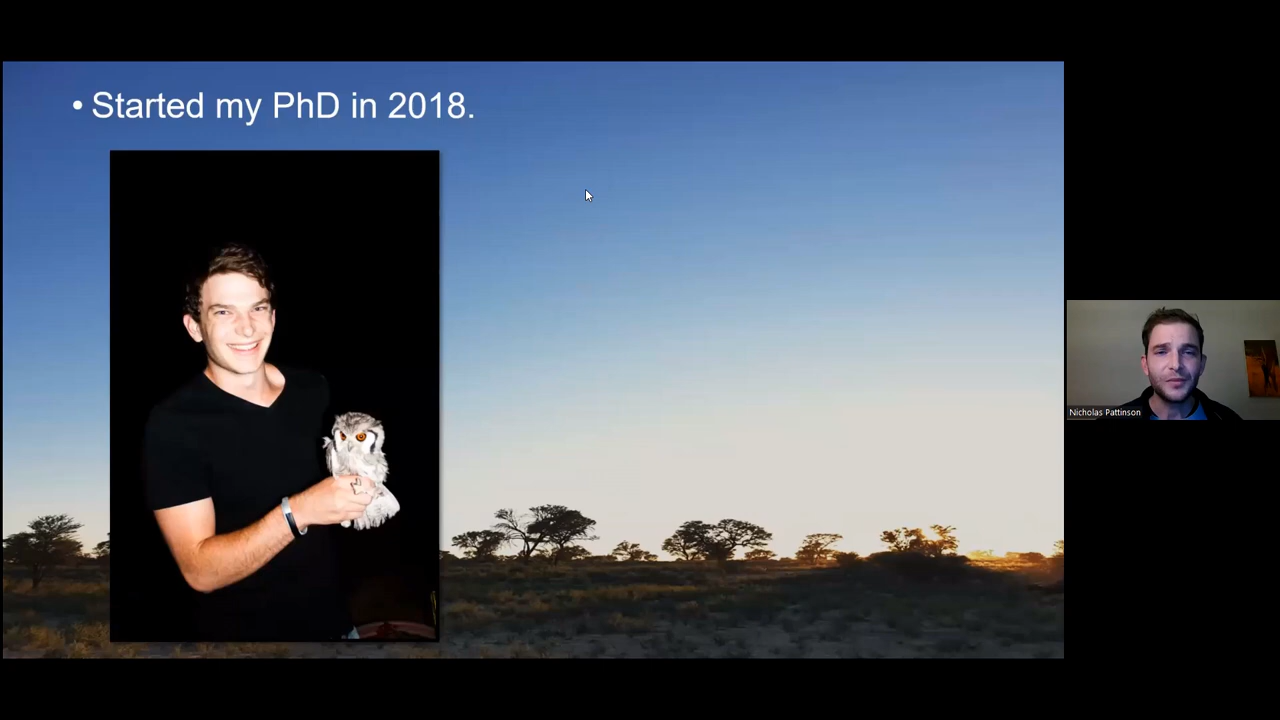 • Started my PhD in 2018.
Nicholas Pattinson